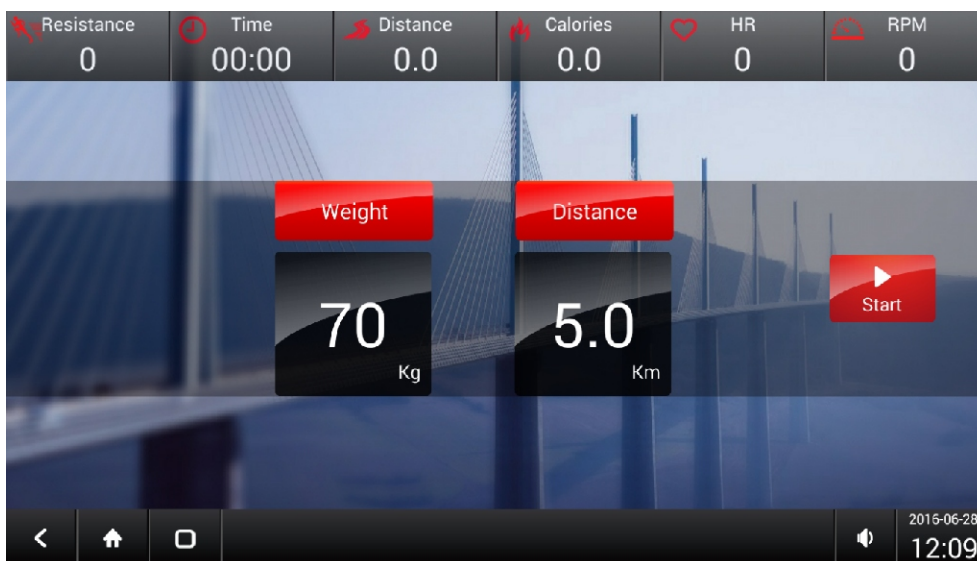 Resistance Time Distance Calories HR RPM
0 00:00 0.0 0.0 0 0
Weight Distance
70 5.0
Start
Kg Km
2016-06-28
12:09